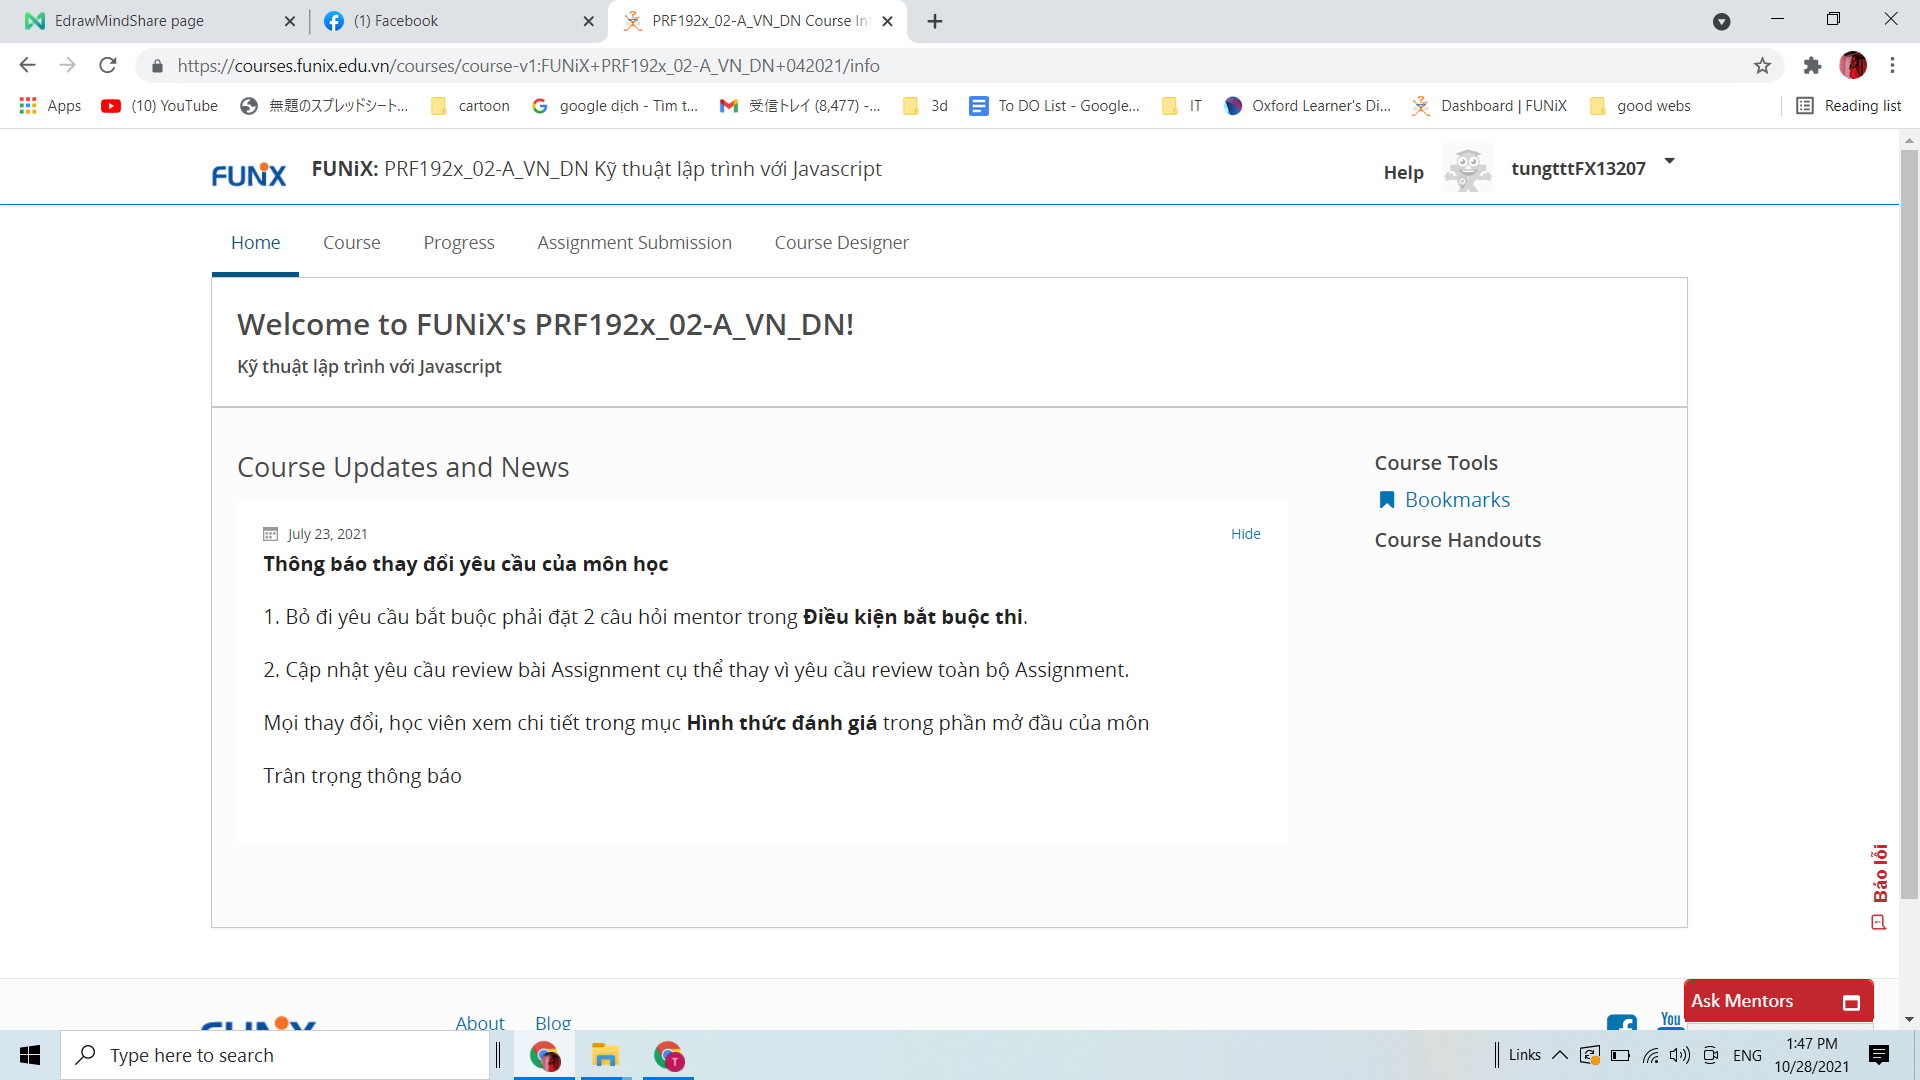 EdrawMindShare page
(1) Facebook
PRF192x_02-A_VN_DN Course In
https://courses.funix.edu.vn/courses/course-v1:FUNiX+PRF192x_02-A_VN_DN+042021/info
Apps
(10) YouTube
無題のスプレッドシート...
cartoon
google dịch - Tìm t...
受信トレイ (8,477) -...
3d
To DO List - Google...
IT
Oxford Learner's Di...
Dashboard | FUNiX
good webs
Reading list
FUNiX
FUNiX: PRF192x_02-A_VN_DN Kỹ thuật lập trình với Javascript
Help
tungtttFX13207
Home
Course
Progress
Assignment Submission
Course Designer
Welcome to FUNiX's PRF192x_02-A_VN_DN!
Kỹ thuật lập trình với Javascript
Course Updates and News
Course Tools
Bookmarks
Course Handouts
July 23, 2021
Hide
Thông báo thay đổi yêu cầu của môn học
1. Bỏ đi yêu cầu bắt buộc phải đặt 2 câu hỏi mentor trong Điều kiện bắt buộc thi.
2. Cập nhật yêu cầu review bài Assignment cụ thể thay vì yêu cầu review toàn bộ Assignment.
Mọi thay đổi, học viên xem chi tiết trong mục Hình thức đánh giá trong phần mở đầu của môn
Trân trọng thông báo
Báo lỗi
Ask Mentors
FUNiX
About
Blog
You
Type here to search
T
Links
ENG
1:47 PM
10/28/2021